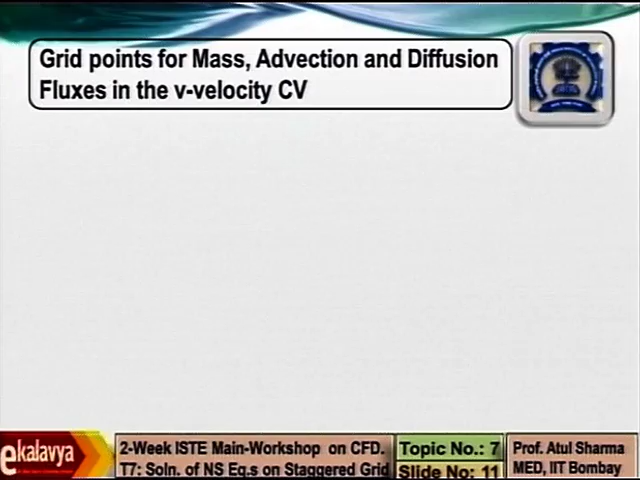 Grid points for Mass, Advection and Diffusion
Fluxes in the v-velocity CV
ekalavya
2-Week ISTE Main-Workshop on CFD.
T7: Soln. of NS Eq.s on Staggered Grid
Topic No.: 7
Slide No: 11
Prof. Atul Sharma
MED, IIT Bombay